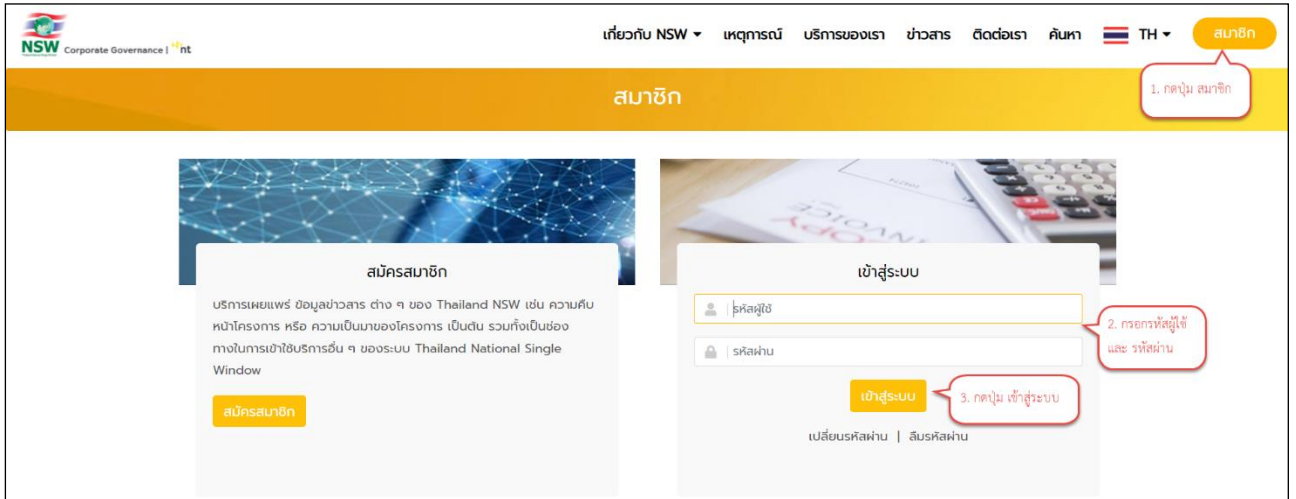 NSW Corporate Governance | nt
เกี่ยวกับ NSW เหตุการณ์ บริการของเรา ข่าวสาร ติดต่อเรา ค้นหา TH สมาชิก
1. กดปุ่ม สมาชิก
สมาชิก
INVOICE
COPY
สมัครสมาชิก
บริการเผยแพร่ ข้อมูลข่าวสาร ต่าง ๆ ของ Thailand NSW เช่น ความคืบ
หน้าโครงการ หรือ ความเป็นมาของโครงการ เป็นต้น รวมทั้งเป็นช่อง
ทางในการเข้าใช้บริการอื่น ๆ ของระบบ Thailand National Single
Window
สมัครสมาชิก
เข้าสู่ระบบ
รหัสผู้ใช้
รหัสผ่าน
2. กรอกรหัสผู้ใช้
และ รหัสผ่าน
เข้าสู่ระบบ
3. กดปุ่ม เข้าสู่ระบบ
เปลี่ยนรหัสผ่าน | ลืมรหัสผ่าน